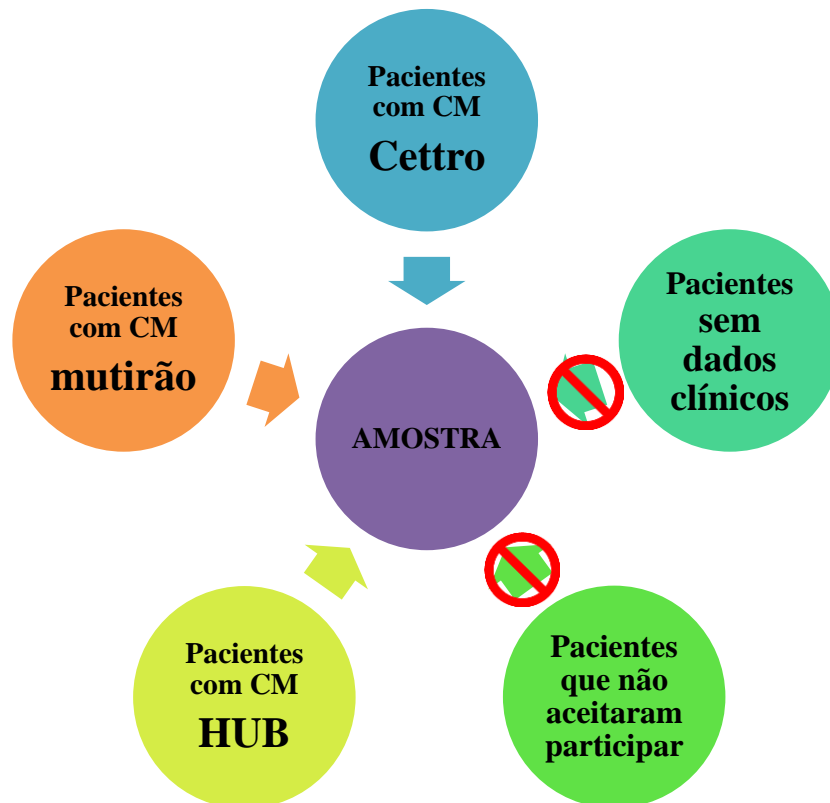 Pacientes
com CM
Cettro
Pacientes
com CM
mutirão
Pacientes
sem
dados
clínicos
AMOSTRA
Pacientes
com CM
HUB
Pacientes
que não
aceitaram
participar